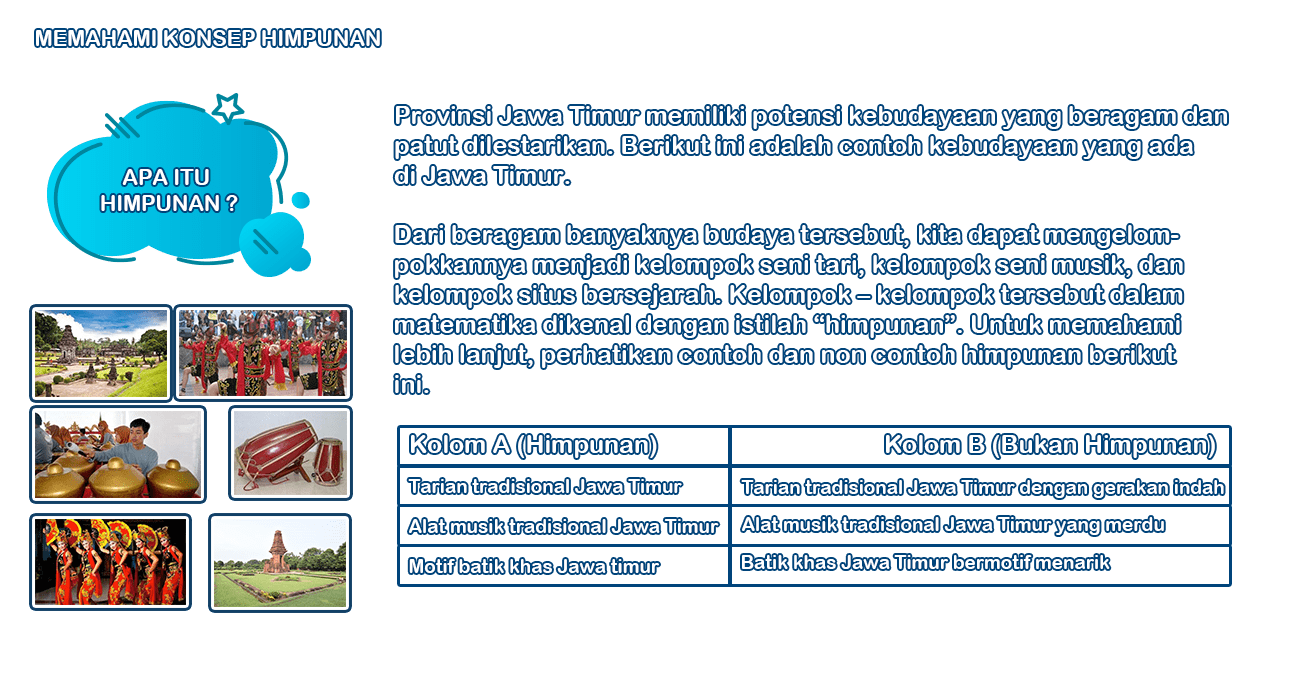 MEMAHAMI KONSEP HIMPUNAN
APA ITU
HIMPUNAN ?
Provinsi Jawa Timur memiliki potensi kebudayaan yang beragam dan
patut dilestarikan. Berikut ini adalah contoh kebudayaan yang ada
di Jawa Timur.
Dari beragam banyaknya budaya tersebut, kita dapat mengelom-
pokkannya menjadi kelompok seni tari, kelompok seni musik, dan
kelompok situs bersejarah. Kelompok – kelompok tersebut dalam
matematika dikenal dengan istilah “himpunan”. Untuk memahami
lebih lanjut, perhatikan contoh dan non contoh himpunan berikut
ini.
Kolom A (Himpunan) Kolom B (Bukan Himpunan)
Tarian tradisional Jawa Timur Tarian tradisional Jawa Timur dengan gerakan indah
Alat musik tradisional Jawa Timur Alat musik tradisional Jawa Timur yang merdu
Motif batik khas Jawa timur Batik khas Jawa Timur bermotif menarik